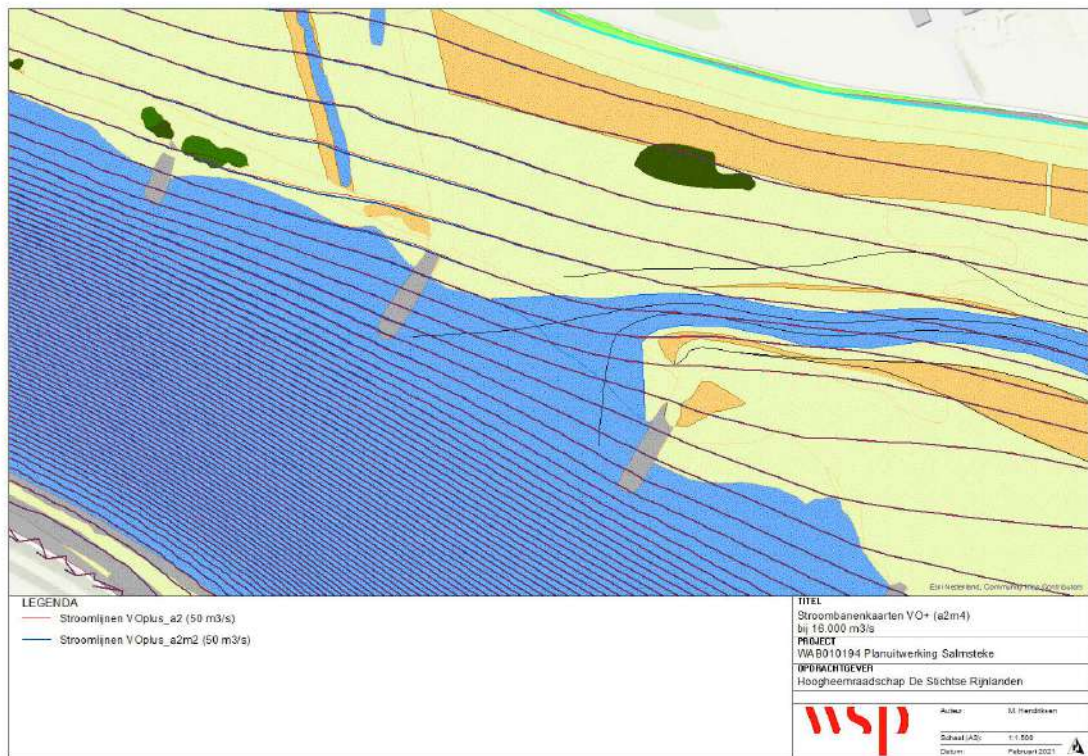 Esri Nederland, Community Map Contributors
LEGENDA
Stroomlijnen VOplus_a2 (50 m3/s)
Stroomlijnen VOplus_a2m2 (50 m3/s)
TITEL
Stroombanenkaarten VO+ (a2m4)
bij 16.000 m3/s
PROJECT
WAB010194 Planuitwerking Salmsteke
OPDRACHTGEVER
Hoogheemraadschap De Stichtse Rijnlanden
wsp
Auteur: M. Hendriksen
Schaal (A3): 1:1.500
Datum: Februari 2021